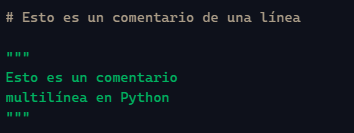 # Esto es un comentario de una línea
"""
Esto es un comentario
multilínea en Python
"""